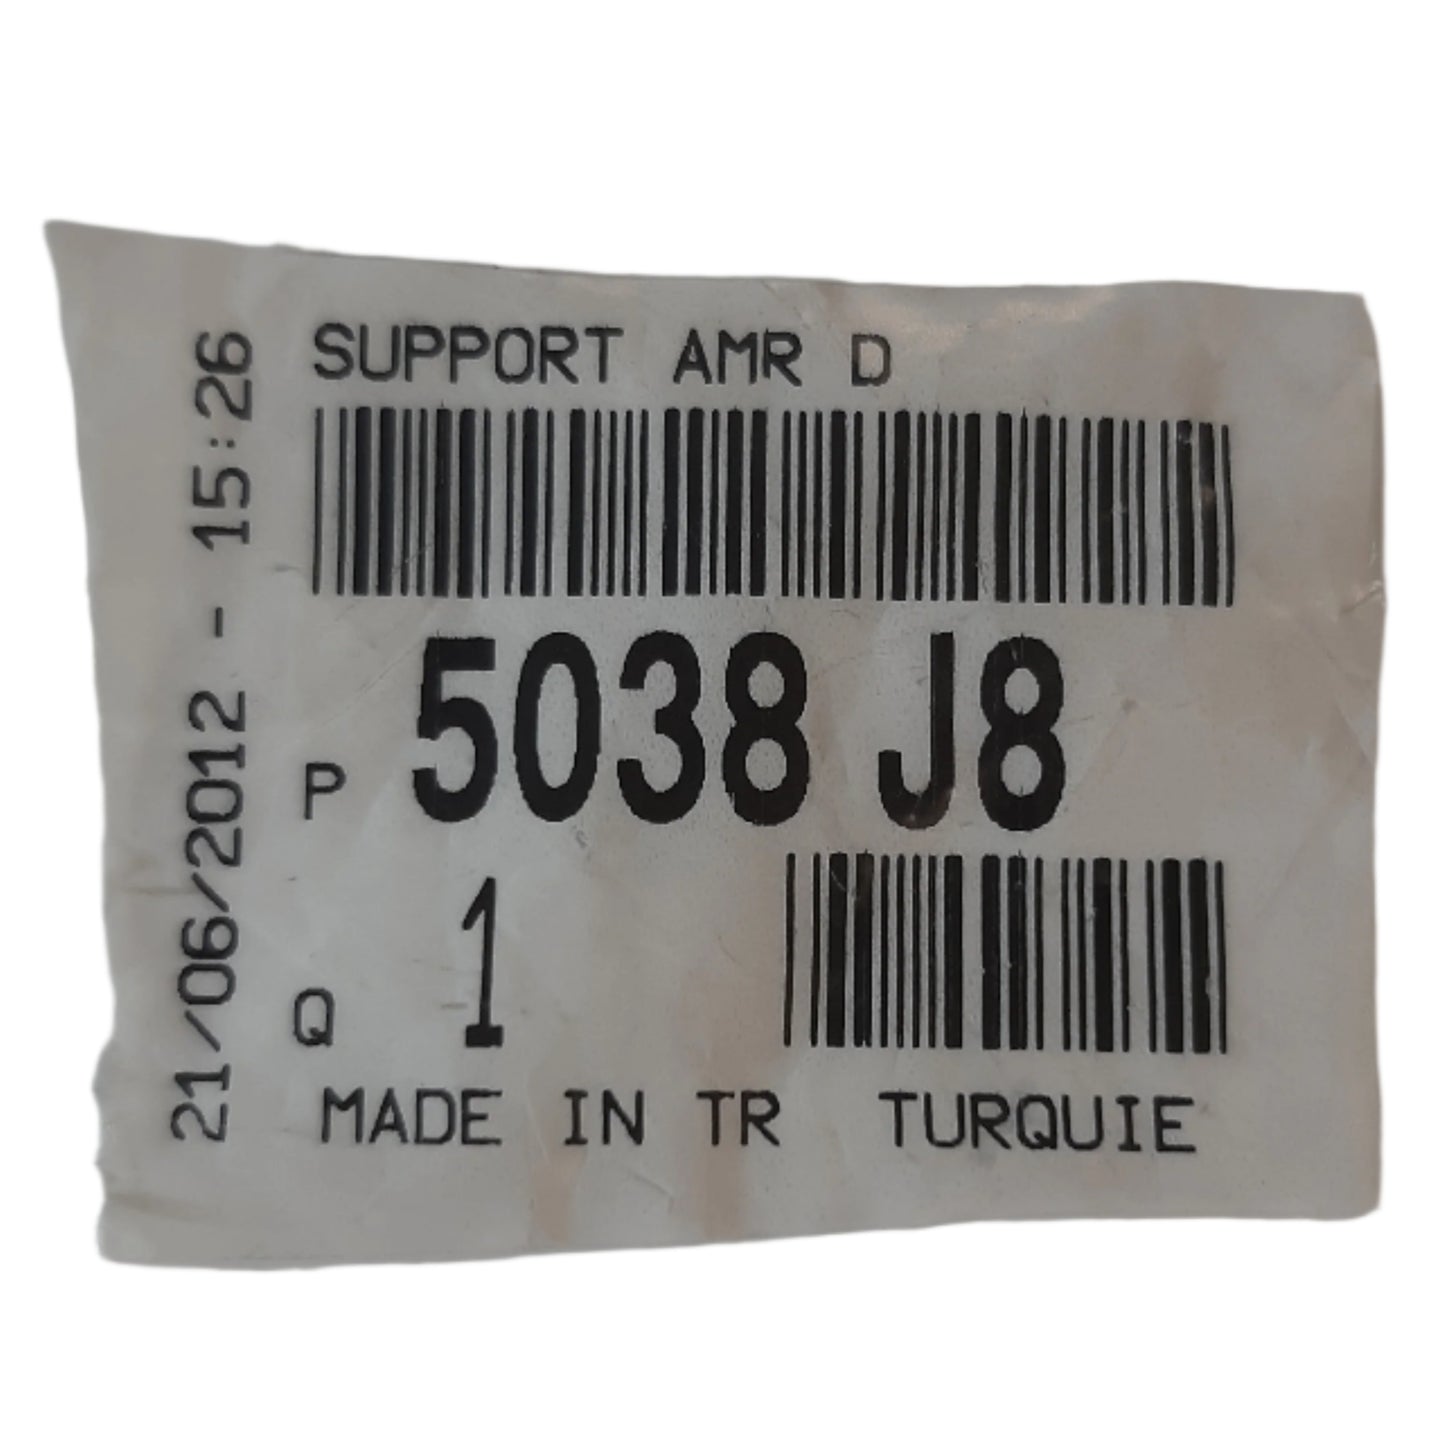 SUPPORT AMR D
P 5038 J8
Q 1
MADE IN TR TURQUIE
21/06/2012 - 15:26